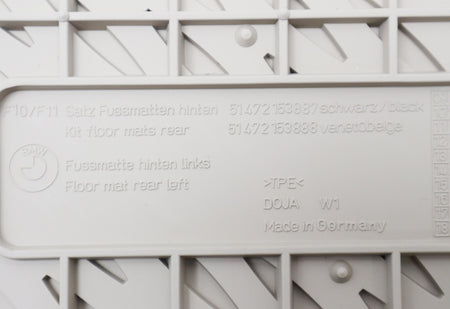 F10/F11 Satz Fussmatten hinten 51472153887 schwarz/black
Kit floor mats rear 51472153888 venetobeige
BMW
Fussmatte hinten links
Floor mat rear left
>TPE<
DOJA W1
Made in Germany